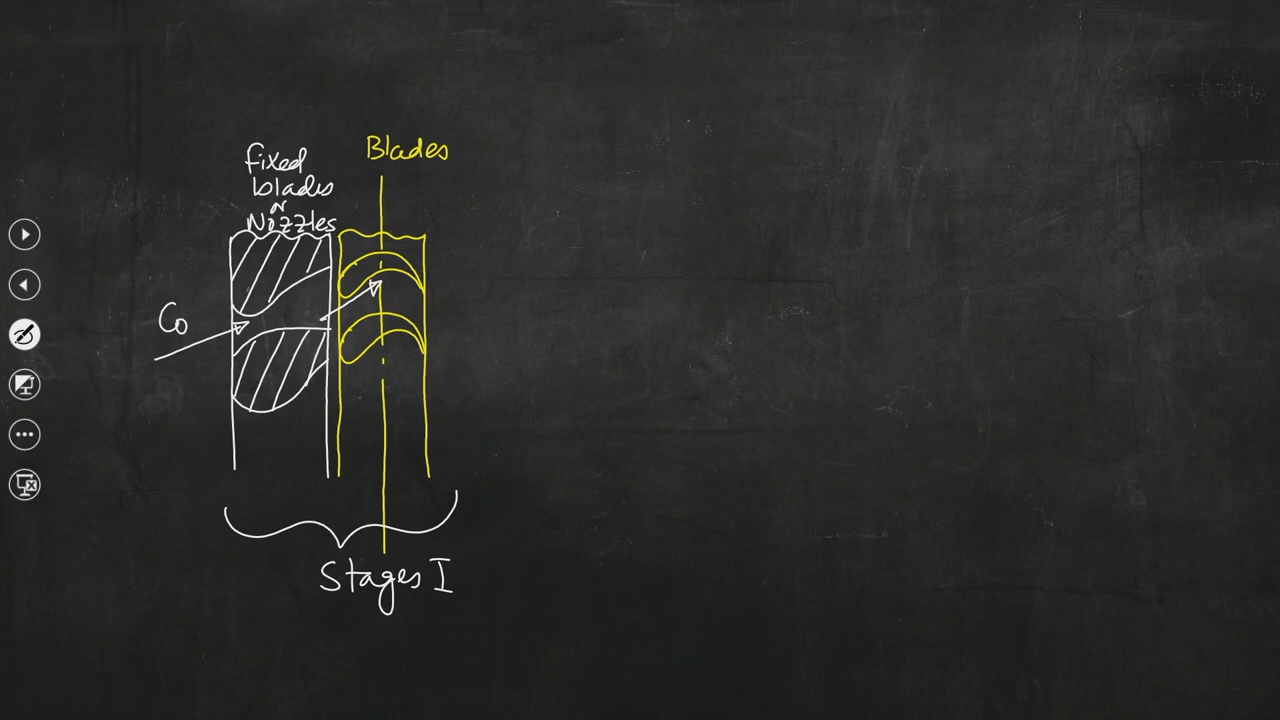 fixed
blades
or
Nozzles
Blades
Co
Stages I